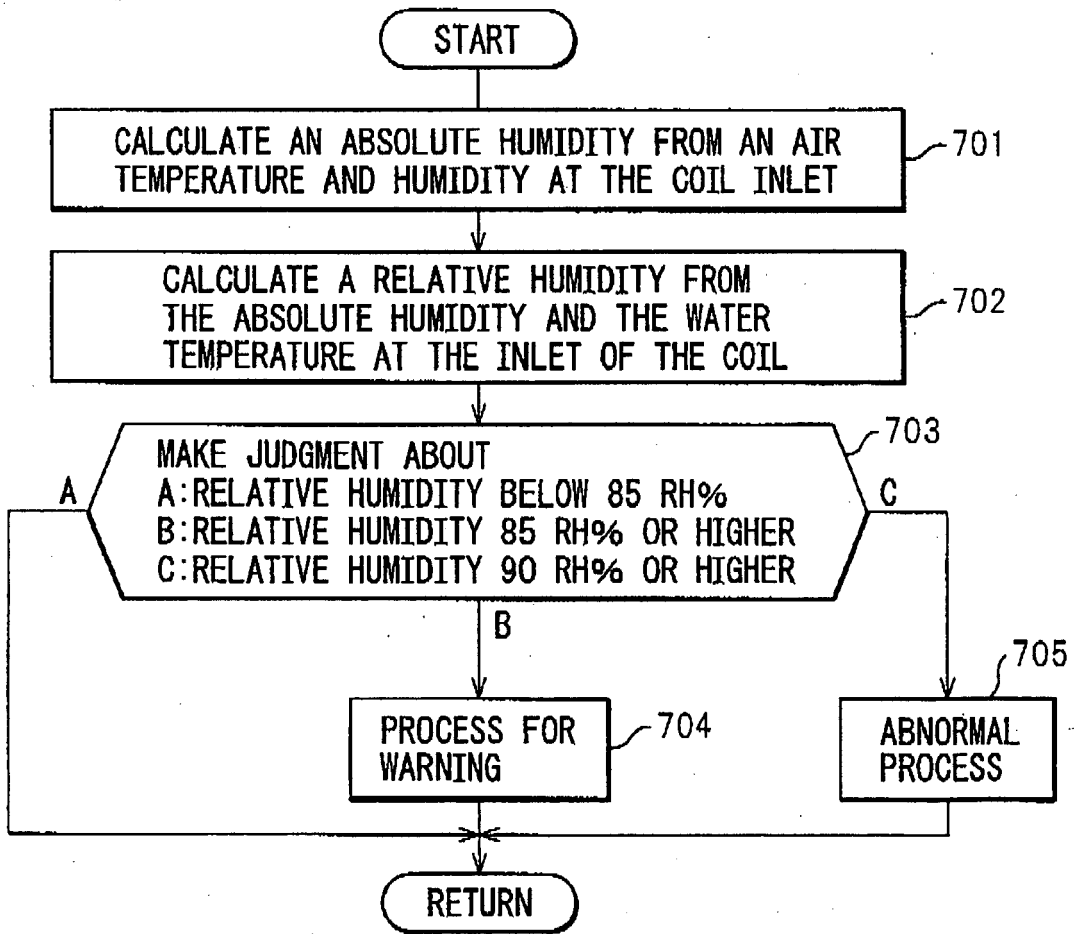 START
CALCULATE AN ABSOLUTE HUMIDITY FROM AN AIR
TEMPERATURE AND HUMIDITY AT THE COIL INLET
701
CALCULATE A RELATIVE HUMIDITY FROM
THE ABSOLUTE HUMIDITY AND THE WATER
TEMPERATURE AT THE INLET OF THE COIL
702
MAKE JUDGMENT ABOUT
A:RELATIVE HUMIDITY BELOW 85 RH%
B:RELATIVE HUMIDITY 85 RH% OR HIGHER
C:RELATIVE HUMIDITY 90 RH% OR HIGHER
703
A
C
B
PROCESS FOR
WARNING
704
ABNORMAL
PROCESS
705
RETURN